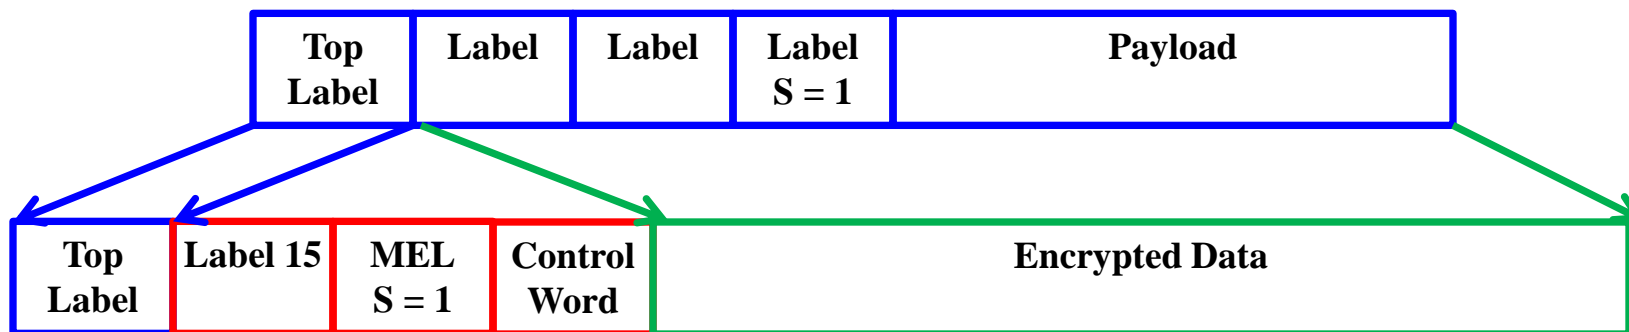 Top
Label
Label
Label
Label
S = 1
Payload
Top
Label
Label 15
MEL
S = 1
Control
Word
Encrypted Data